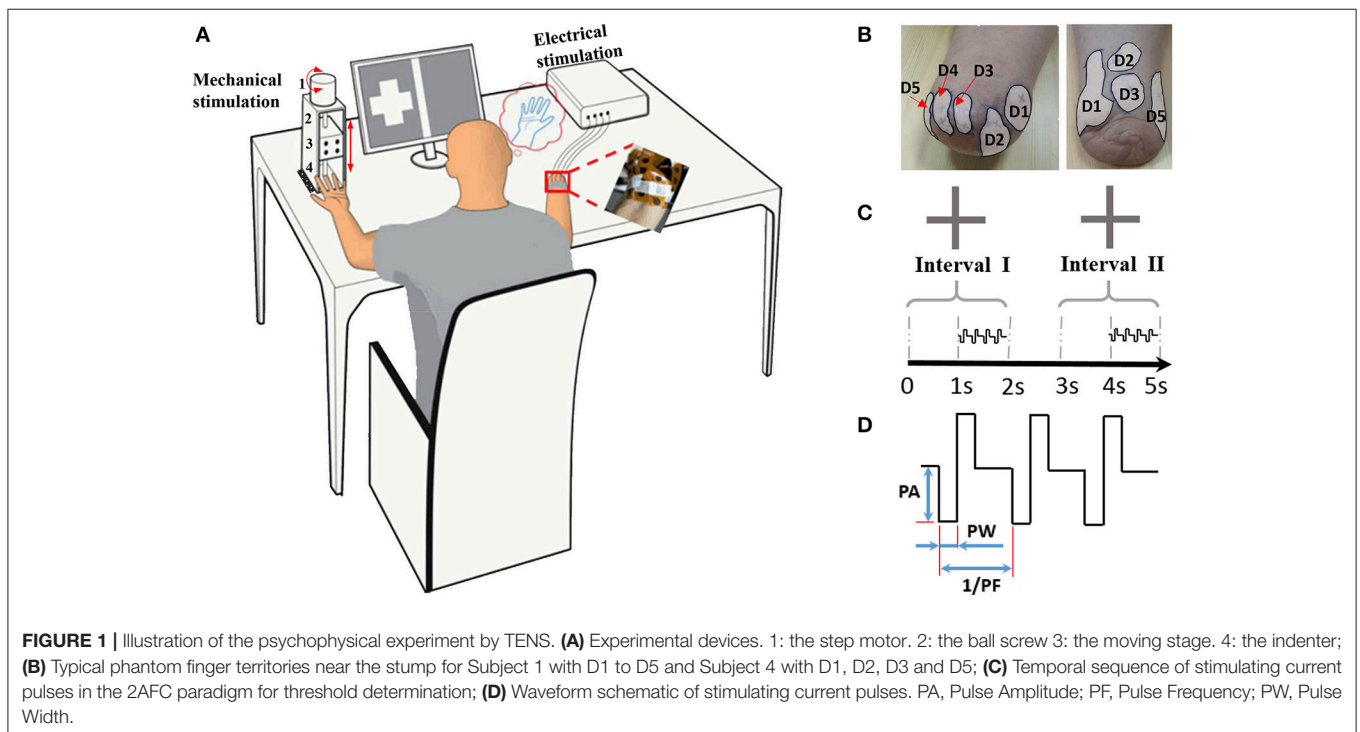 A
Mechanical
stimulation
Electrical
stimulation
1
2
3
4
B
D5
D4
D3
D1
D2
D2
D1
D3
D5
C
Interval I
Interval II
0 1s 2s 3s 4s 5s
D
PA
PW
1/PF
FIGURE 1 | Illustration of the psychophysical experiment by TENS. (A) Experimental devices. 1: the step motor. 2: the ball screw 3: the moving stage. 4: the indenter;
(B) Typical phantom finger territories near the stump for Subject 1 with D1 to D5 and Subject 4 with D1, D2, D3 and D5; (C) Temporal sequence of stimulating current
pulses in the 2AFC paradigm for threshold determination; (D) Waveform schematic of stimulating current pulses. PA, Pulse Amplitude; PF, Pulse Frequency; PW, Pulse
Width.